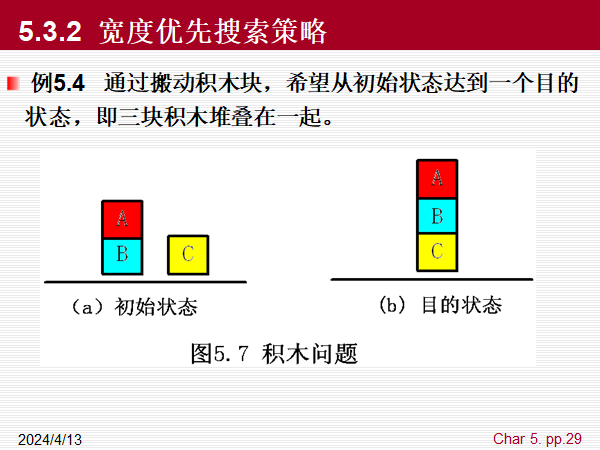 5.3.2 宽度优先搜索策略
例5.4 通过搬动积木块，希望从初始状态达到一个目的
状态，即三块积木堆叠在一起。
A
B C
A
B
C
（a）初始状态
(b) 目的状态
图5.7 积木问题
2024/4/13
Char 5. pp.29